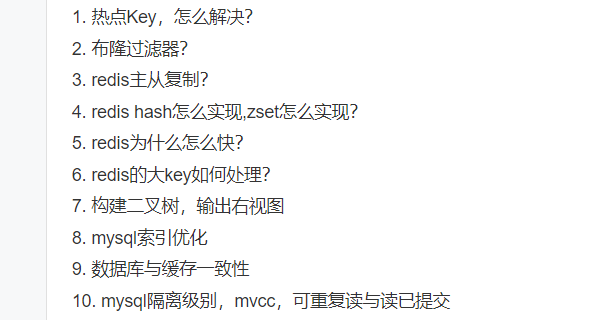 1. 热点Key，怎么解决？
2. 布隆过滤器？
3. redis主从复制？
4. redis hash怎么实现,zset怎么实现？
5. redis为什么怎么快？
6. redis的大key如何处理？
7. 构建二叉树，输出右视图
8. mysql索引优化
9. 数据库与缓存一致性
10. mysql隔离级别，mvcc，可重复读与读已提交